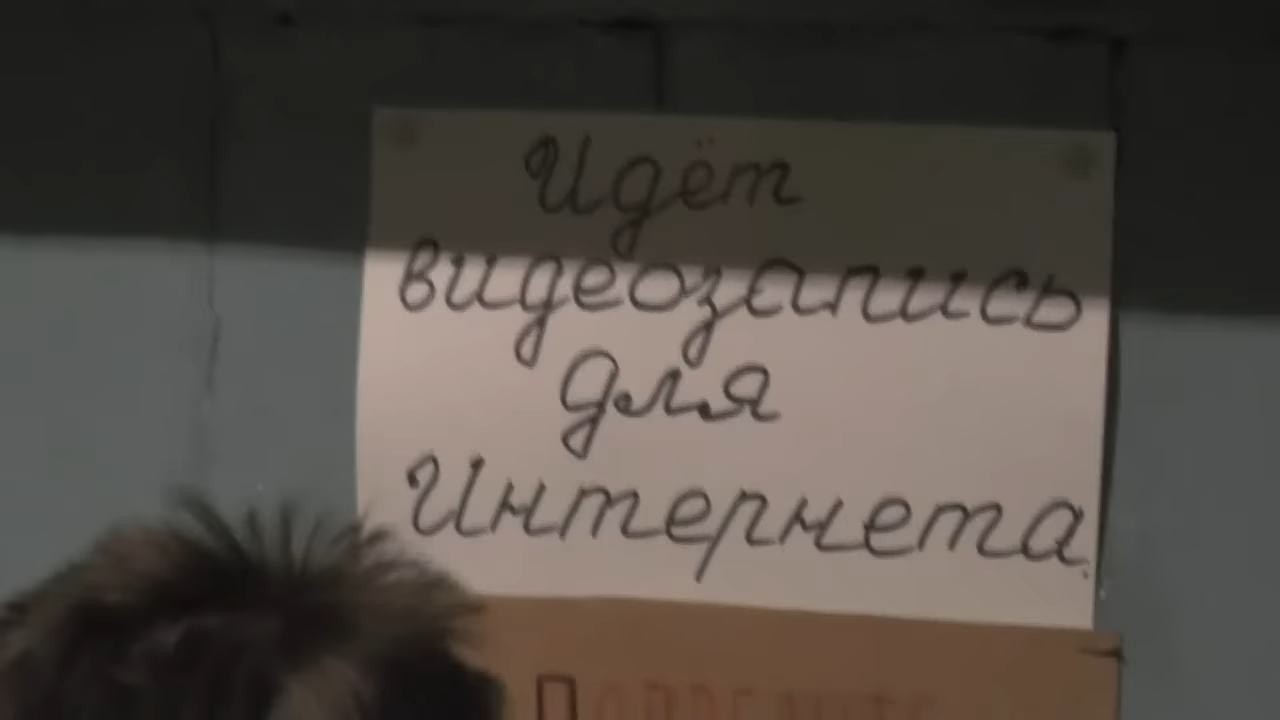 Идёт
видеозапись
для
Интернета.